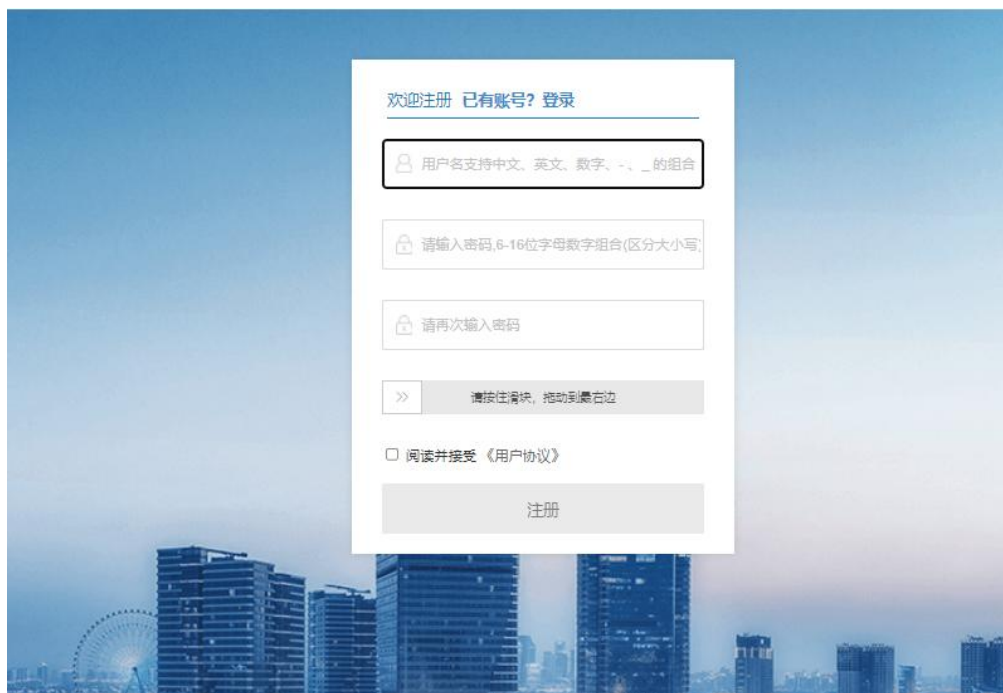 欢迎注册 已有账号？登录
用户名支持中文、英文、数字、-、_的组合
请输入密码,6-16位字母数字组合(区分大小写)
请再次输入密码
请按住滑块，拖动到最右边
阅读并接受《用户协议》
注册